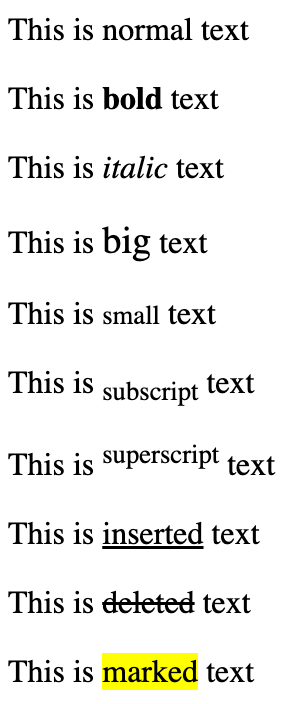 This is normal text
This is bold text
This is italic text
This is big text
This is small text
This is subscript text
This is superscript text
This is inserted text
This is deleted text
This is marked text